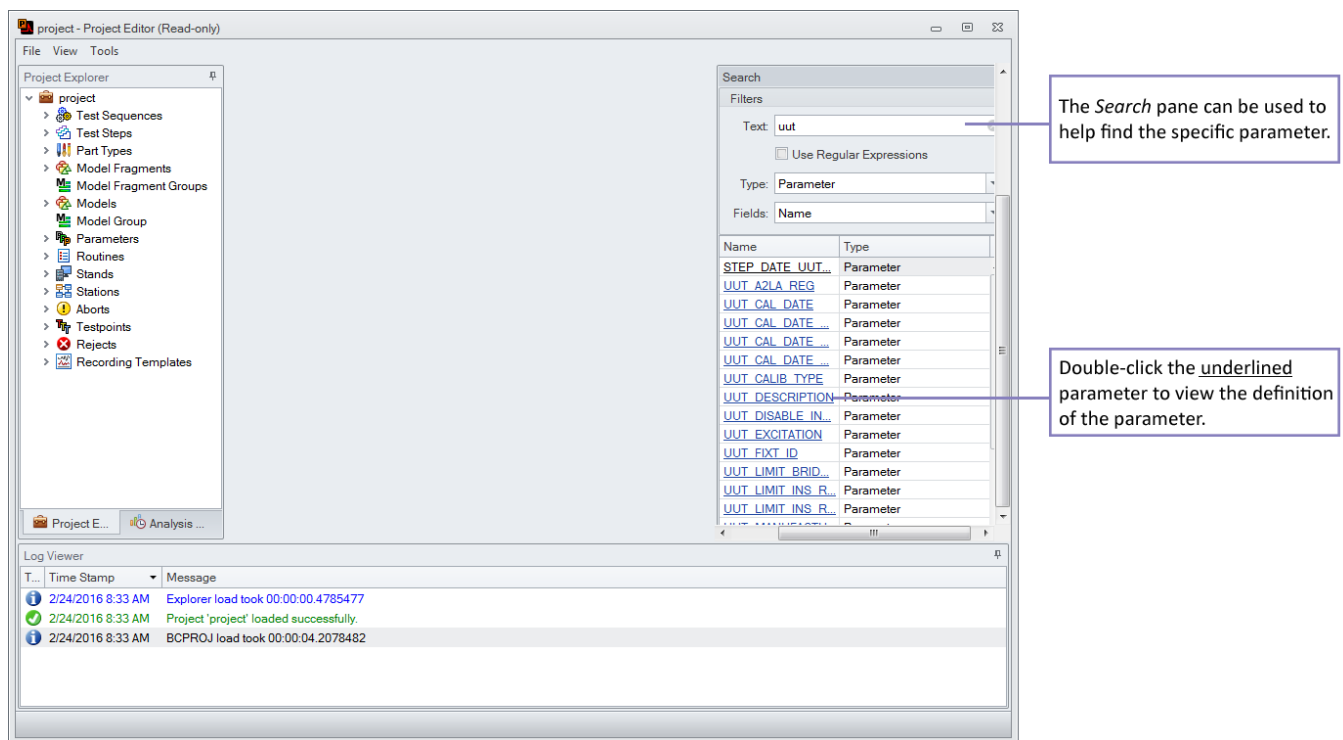 project - Project Editor (Read-only)
File View Tools
Project Explorer
project
Test Sequences
Test Steps
Part Types
Model Fragments
Model Fragment Groups
Models
Model Group
Parameters
Routines
Stands
Stations
Aborts
Testpoints
Rejects
Recording Templates
Project E... Analysis ...
Search
Filters
Text: uut
Use Regular Expressions
Type: Parameter
Fields: Name
Name Type
STEP_DATE_UUT... Parameter
UUT_A2LA_REG Parameter
UUT_CAL_DATE Parameter
UUT_CAL_DATE_... Parameter
UUT_CAL_DATE_... Parameter
UUT_CAL_DATE_... Parameter
UUT_CALIB_TYPE Parameter
UUT_DESCRIPTION Parameter
UUT_DISABLE_IN... Parameter
UUT_EXCITATION Parameter
UUT_FIXT_ID Parameter
UUT_LIMIT_BRID... Parameter
UUT_LIMIT_INS_R... Parameter
UUT_LIMIT_INS_R... Parameter
The Search pane can be used to
help find the specific parameter.
Double-click the underlined
parameter to view the definition
of the parameter.
Log Viewer
T... Time Stamp Message
2/24/2016 8:33 AM Explorer load took 00:00:00.4785477
2/24/2016 8:33 AM Project 'project' loaded successfully.
2/24/2016 8:33 AM BCPROJ load took 00:00:04.2078482